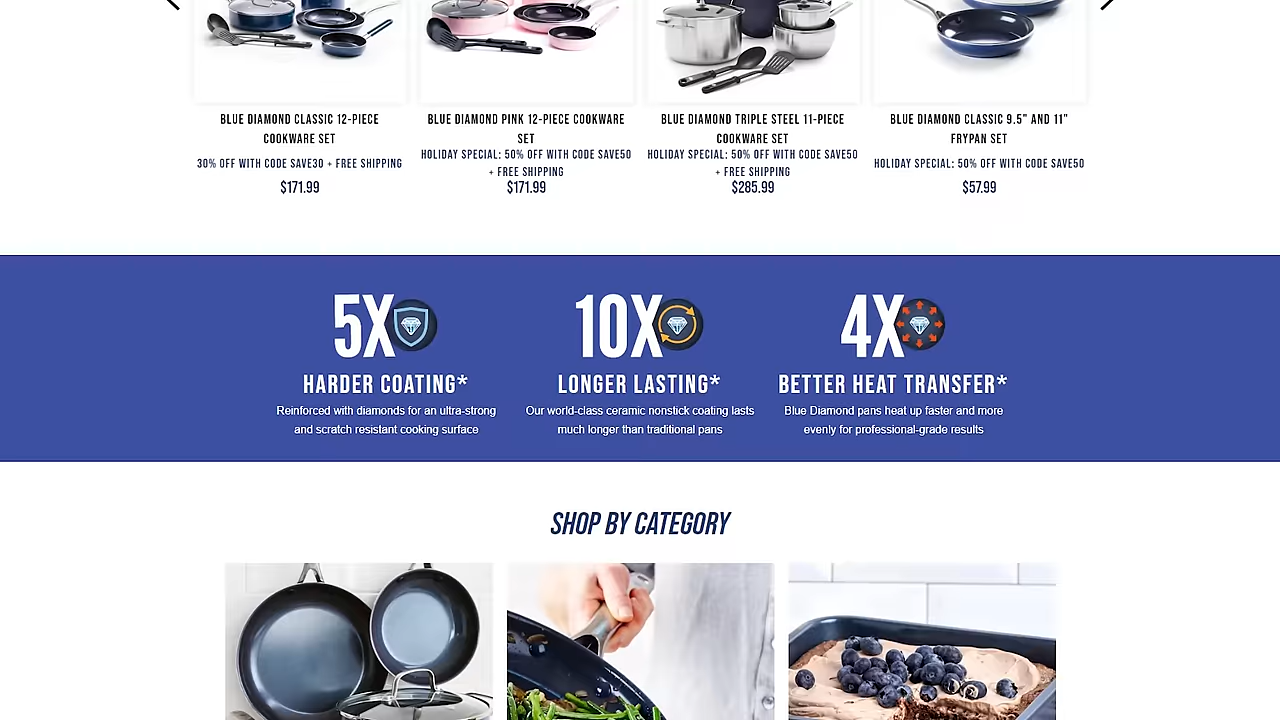 BLUE DIAMOND CLASSIC 12-PIECE
COOKWARE SET
30% OFF WITH CODE SAVE30 + FREE SHIPPING
$171.99
BLUE DIAMOND PINK 12-PIECE COOKWARE
SET
HOLIDAY SPECIAL: 50% OFF WITH CODE SAVE50
+ FREE SHIPPING
$171.99
BLUE DIAMOND TRIPLE STEEL 11-PIECE
COOKWARE SET
HOLIDAY SPECIAL: 50% OFF WITH CODE SAVE50
+ FREE SHIPPING
$285.99
BLUE DIAMOND CLASSIC 9.5" AND 11"
FRYPAN SET
HOLIDAY SPECIAL: 50% OFF WITH CODE SAVE50
$57.99
5X
HARDER COATING*
Reinforced with diamonds for an ultra-strong
and scratch resistant cooking surface
10X
LONGER LASTING*
Our world-class ceramic nonstick coating lasts
much longer than traditional pans
4X
BETTER HEAT TRANSFER*
Blue Diamond pans heat up faster and more
evenly for professional-grade results
SHOP BY CATEGORY